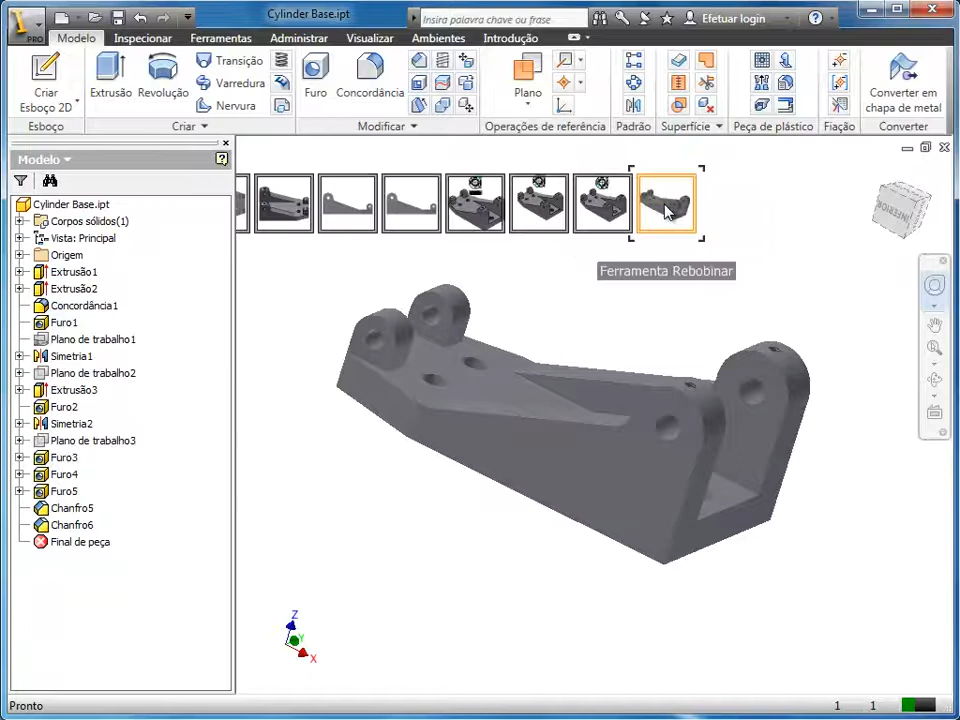 Cylinder Base.ipt
Insira palavra chave ou frase
Efetuar login
PRO
Modelo
Inspecionar
Ferramentas
Administrar
Visualizar
Ambientes
Introdução
Criar
Esboço 2D
Extrusão
Revolução
Transição
Varredura
Nervura
Furo
Concordância
Plano
Converter em
chapa de metal
Esboço
Criar
Modificar
Operações de referência
Padrão
Superfície
Peça de plástico
Fiação
Converter
Modelo
Cylinder Base.ipt
Corpos sólidos(1)
Vista: Principal
Origem
Extrusão1
Extrusão2
Concordância1
Furo1
Plano de trabalho1
Simetria1
Plano de trabalho2
Extrusão3
Furo2
Simetria2
Plano de trabalho3
Furo3
Furo4
Furo5
Chanfro5
Chanfro6
Final de peça
Ferramenta Rebobinar
INFERIOR
Z
Y
X
Pronto
1
1